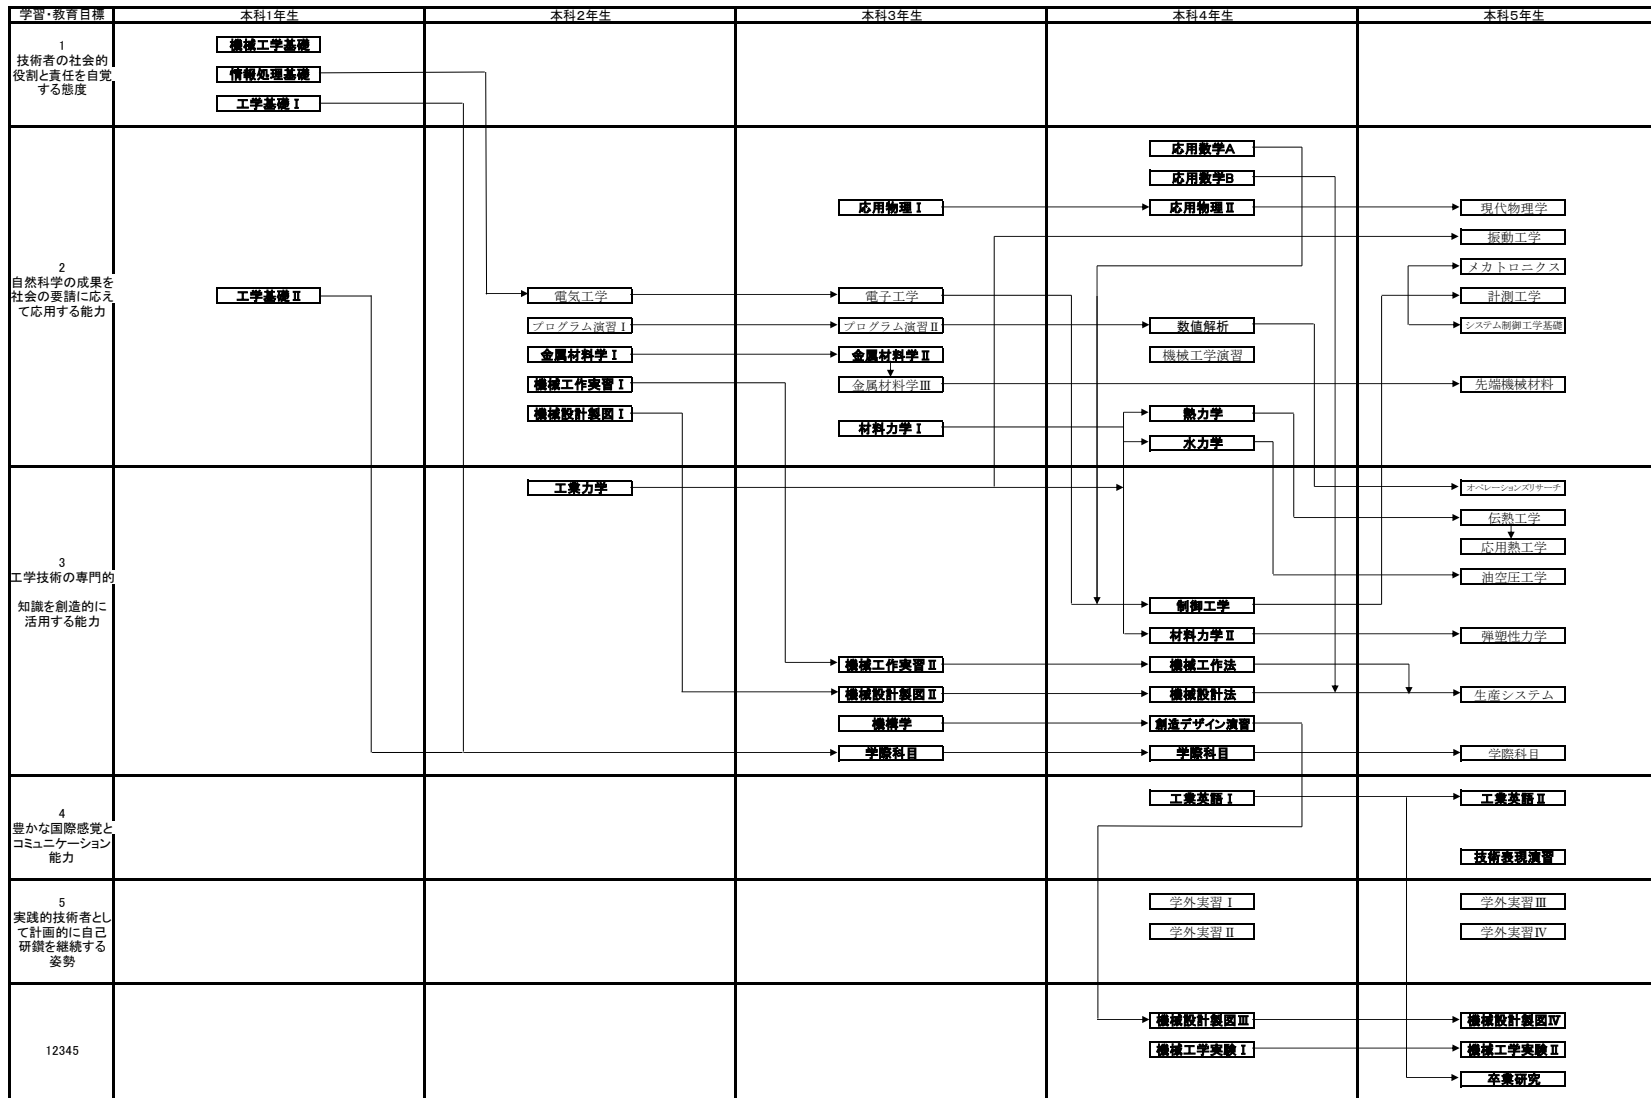 学習・教育目標 本科1年生 本科2年生 本科3年生 本科4年生 本科5年生
1
技術者の社会的
役割と責任を自覚
する態度
機械工学基礎
情報処理基礎
工学基礎Ⅰ
2
自然科学の成果を
社会の要請に応え
て応用する能力
応用数学A
応用数学B
応用物理Ⅰ 応用物理Ⅱ 現代物理学
振動工学
メカトロニクス
工学基礎Ⅱ 電気工学 電子工学 計測工学
プログラム演習Ⅰ プログラム演習Ⅱ 数値解析 システム制御工学基礎
金属材料学Ⅰ 金属材料学Ⅱ 機械工学演習
機械工作実習Ⅰ 金属材料学Ⅲ 先端機械材料
機械設計製図Ⅰ 熱力学
材料力学Ⅰ
水力学
3
工学技術の専門的
知識を創造的に
活用する能力
工業力学 オペレーションズリサーチ
伝熱工学
応用熱工学
油空圧工学
制御工学
材料力学Ⅱ 弾塑性力学
機械工作実習Ⅱ 機械工作法
機械設計製図Ⅱ 機械設計法 生産システム
機構学 創造デザイン演習
学際科目 学際科目 学際科目
4
豊かな国際感覚と
コミュニケーション
能力
工業英語Ⅰ 工業英語Ⅱ
技術表現演習
5
実践的技術者とし
て計画的に自己
研鑽を継続する
姿勢
学外実習Ⅰ 学外実習Ⅲ
学外実習Ⅱ 学外実習Ⅳ
12345
機械設計製図Ⅲ 機械設計製図Ⅳ
機械工学実験Ⅰ 機械工学実験Ⅱ
卒業研究